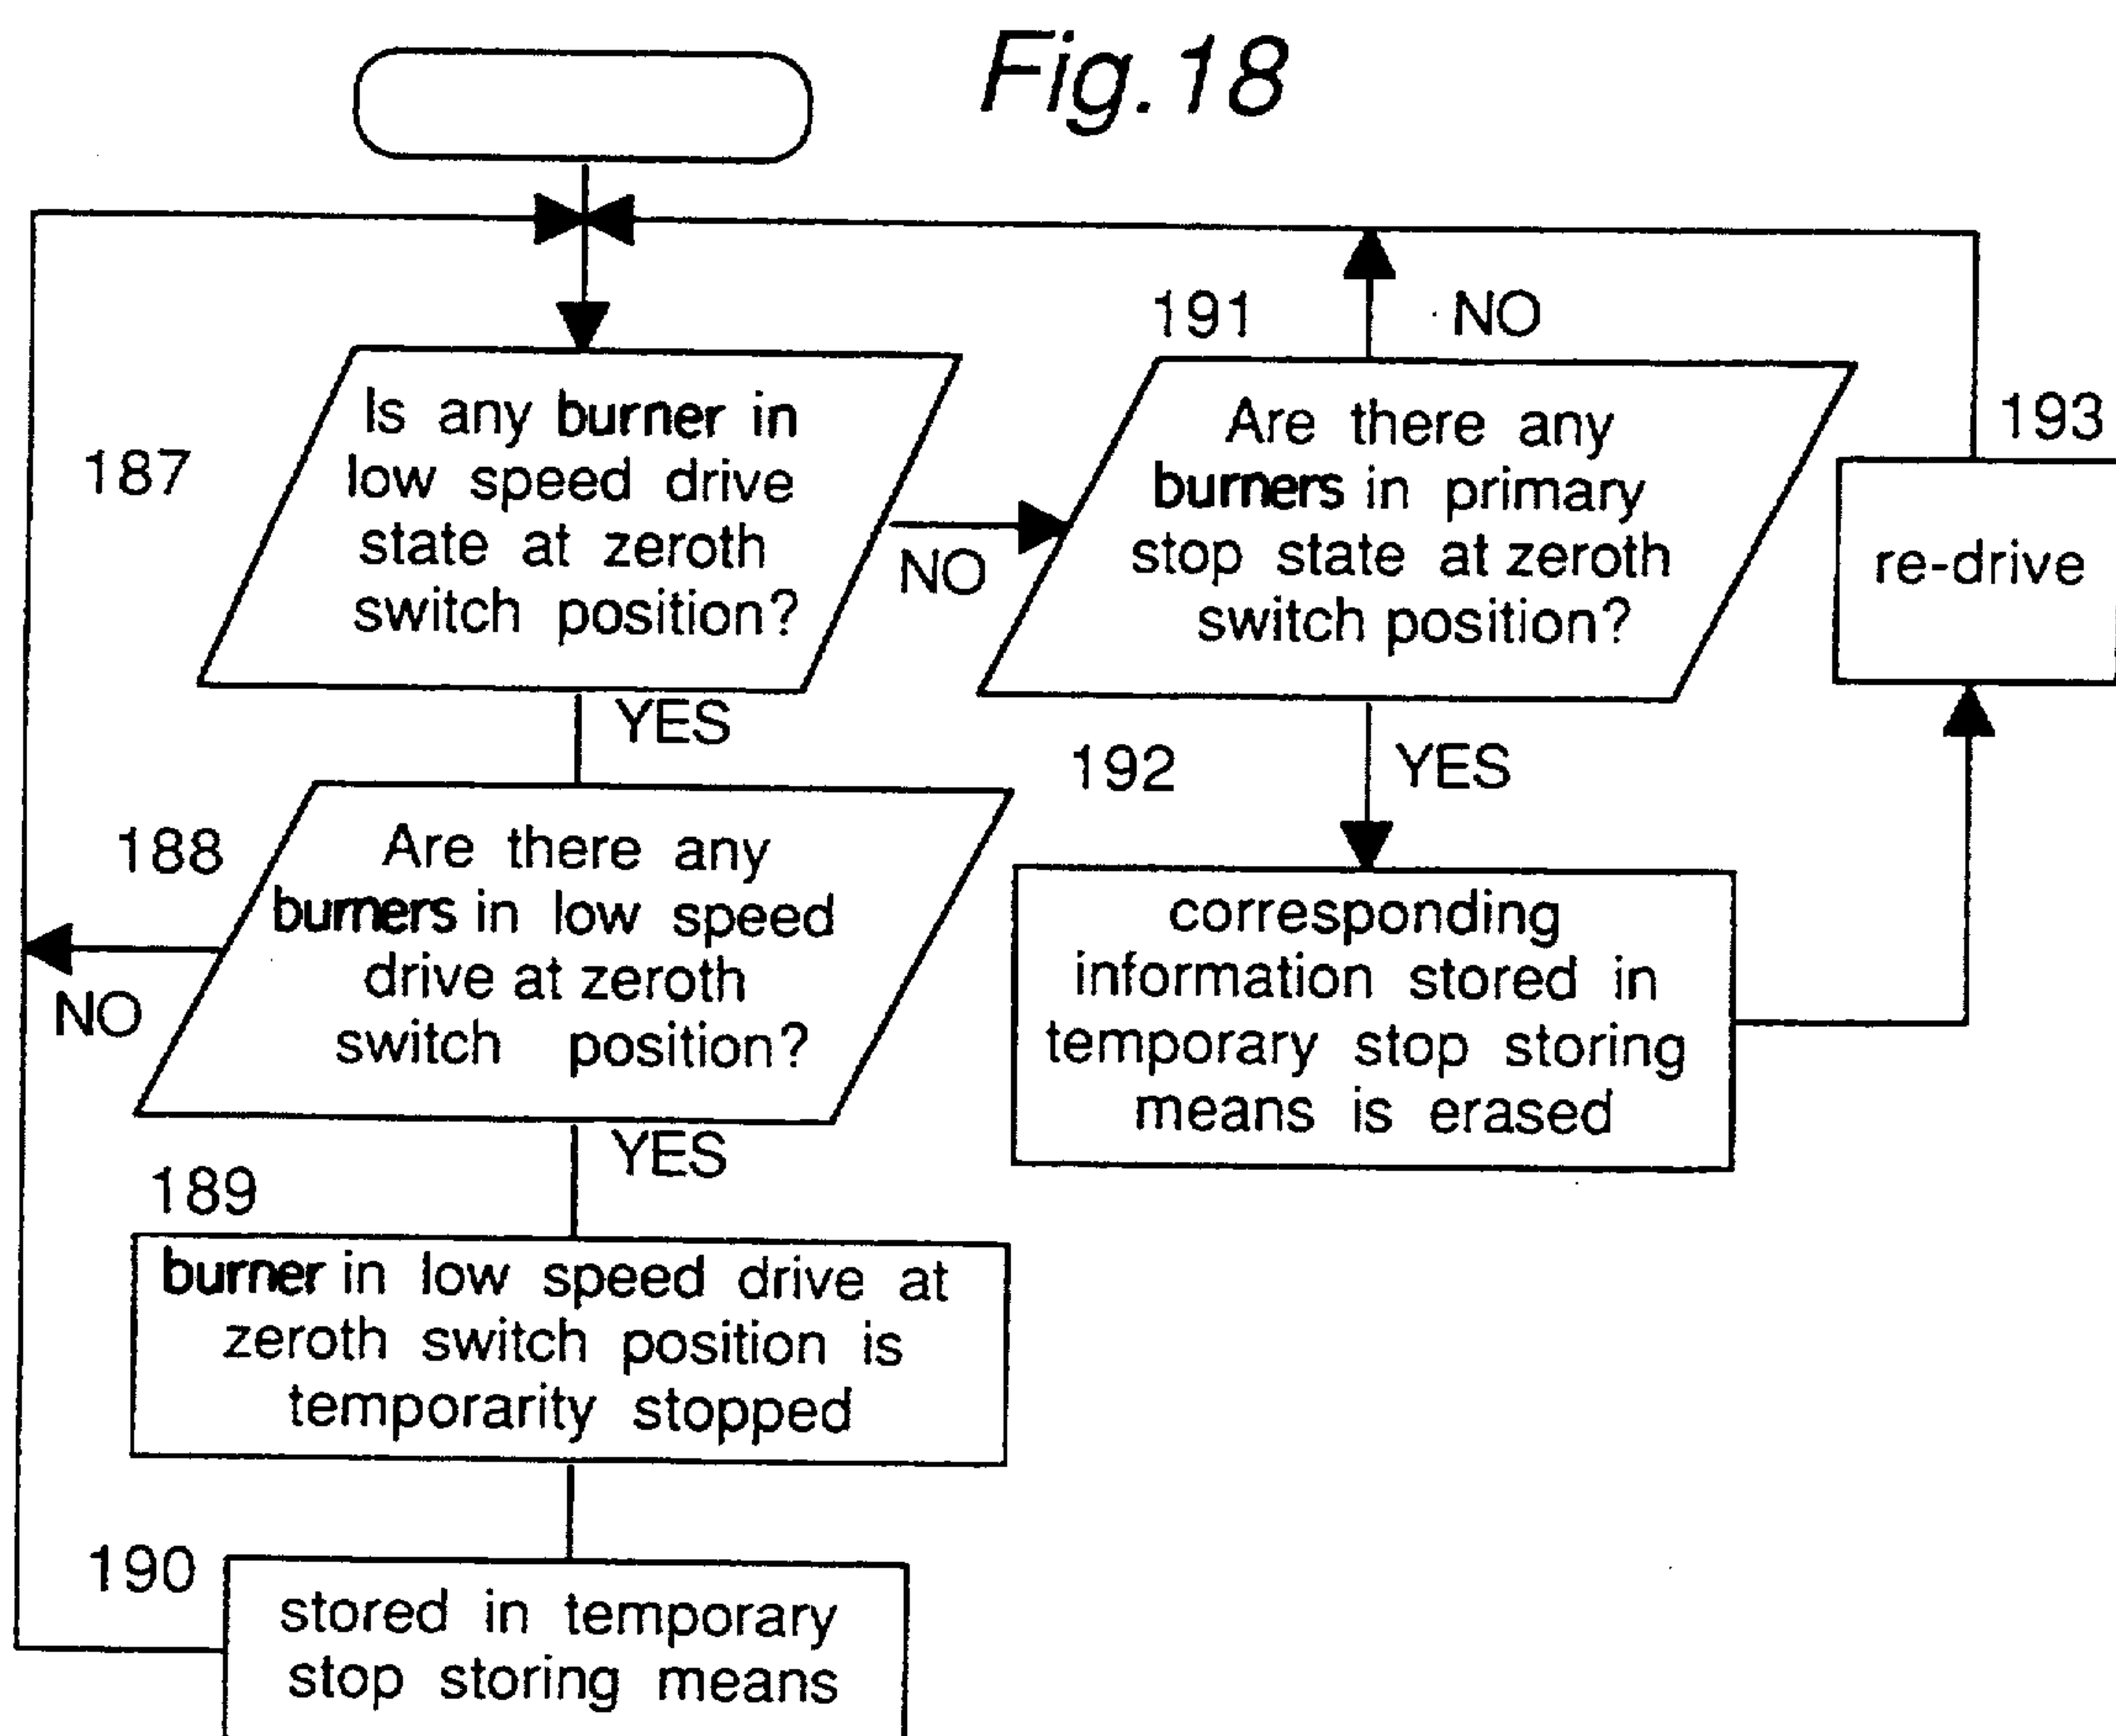 Fig.18
187
Is any burner in
low speed drive
state at zeroth
switch position?
NO
YES
191
NO
Are there any
burners in primary
stop state at zeroth
switch position?
193
re-drive
192
YES
188
Are there any
burners in low speed
drive at zeroth
switch position?
NO
YES
corresponding
information stored in
temporary stop storing
means is erased
189
burner in low speed drive at
zeroth switch position is
temporarity stopped
190
stored in temporary
stop storing means